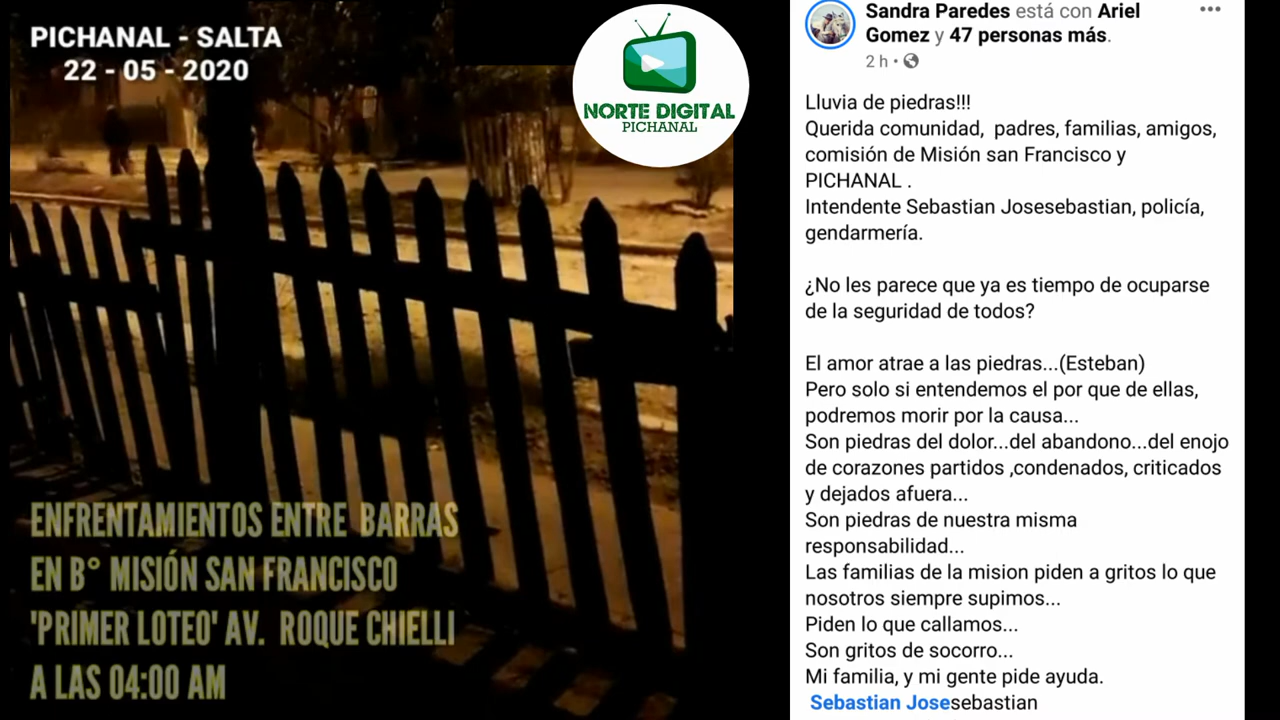 PICHANAL - SALTA
22 - 05 - 2020
NORTE DIGITAL
PICHANAL
ENFRENTAMIENTOS ENTRE BARRAS
EN B° MISIÓN SAN FRANCISCO
'PRIMER LOTEO' AV. ROQUE CHIELLI
A LAS 04:00 AM
Sandra Paredes está con Ariel
Gomez y 47 personas más.
2 h •
Lluvia de piedras!!!
Querida comunidad, padres, familias, amigos,
comisión de Misión san Francisco y
PICHANAL .
Intendente Sebastian Josesebastian, policía,
gendarmería.
¿No les parece que ya es tiempo de ocuparse
de la seguridad de todos?
El amor atrae a las piedras...(Esteban)
Pero solo si entendemos el por que de ellas,
podremos morir por la causa...
Son piedras del dolor...del abandono...del enojo
de corazones partidos ,condenados, criticados
y dejados afuera...
Son piedras de nuestra misma
responsabilidad...
Las familias de la mision piden a gritos lo que
nosotros siempre supimos...
Piden lo que callamos...
Son gritos de socorro...
Mi familia, y mi gente pide ayuda.
Sebastian Josesebastian